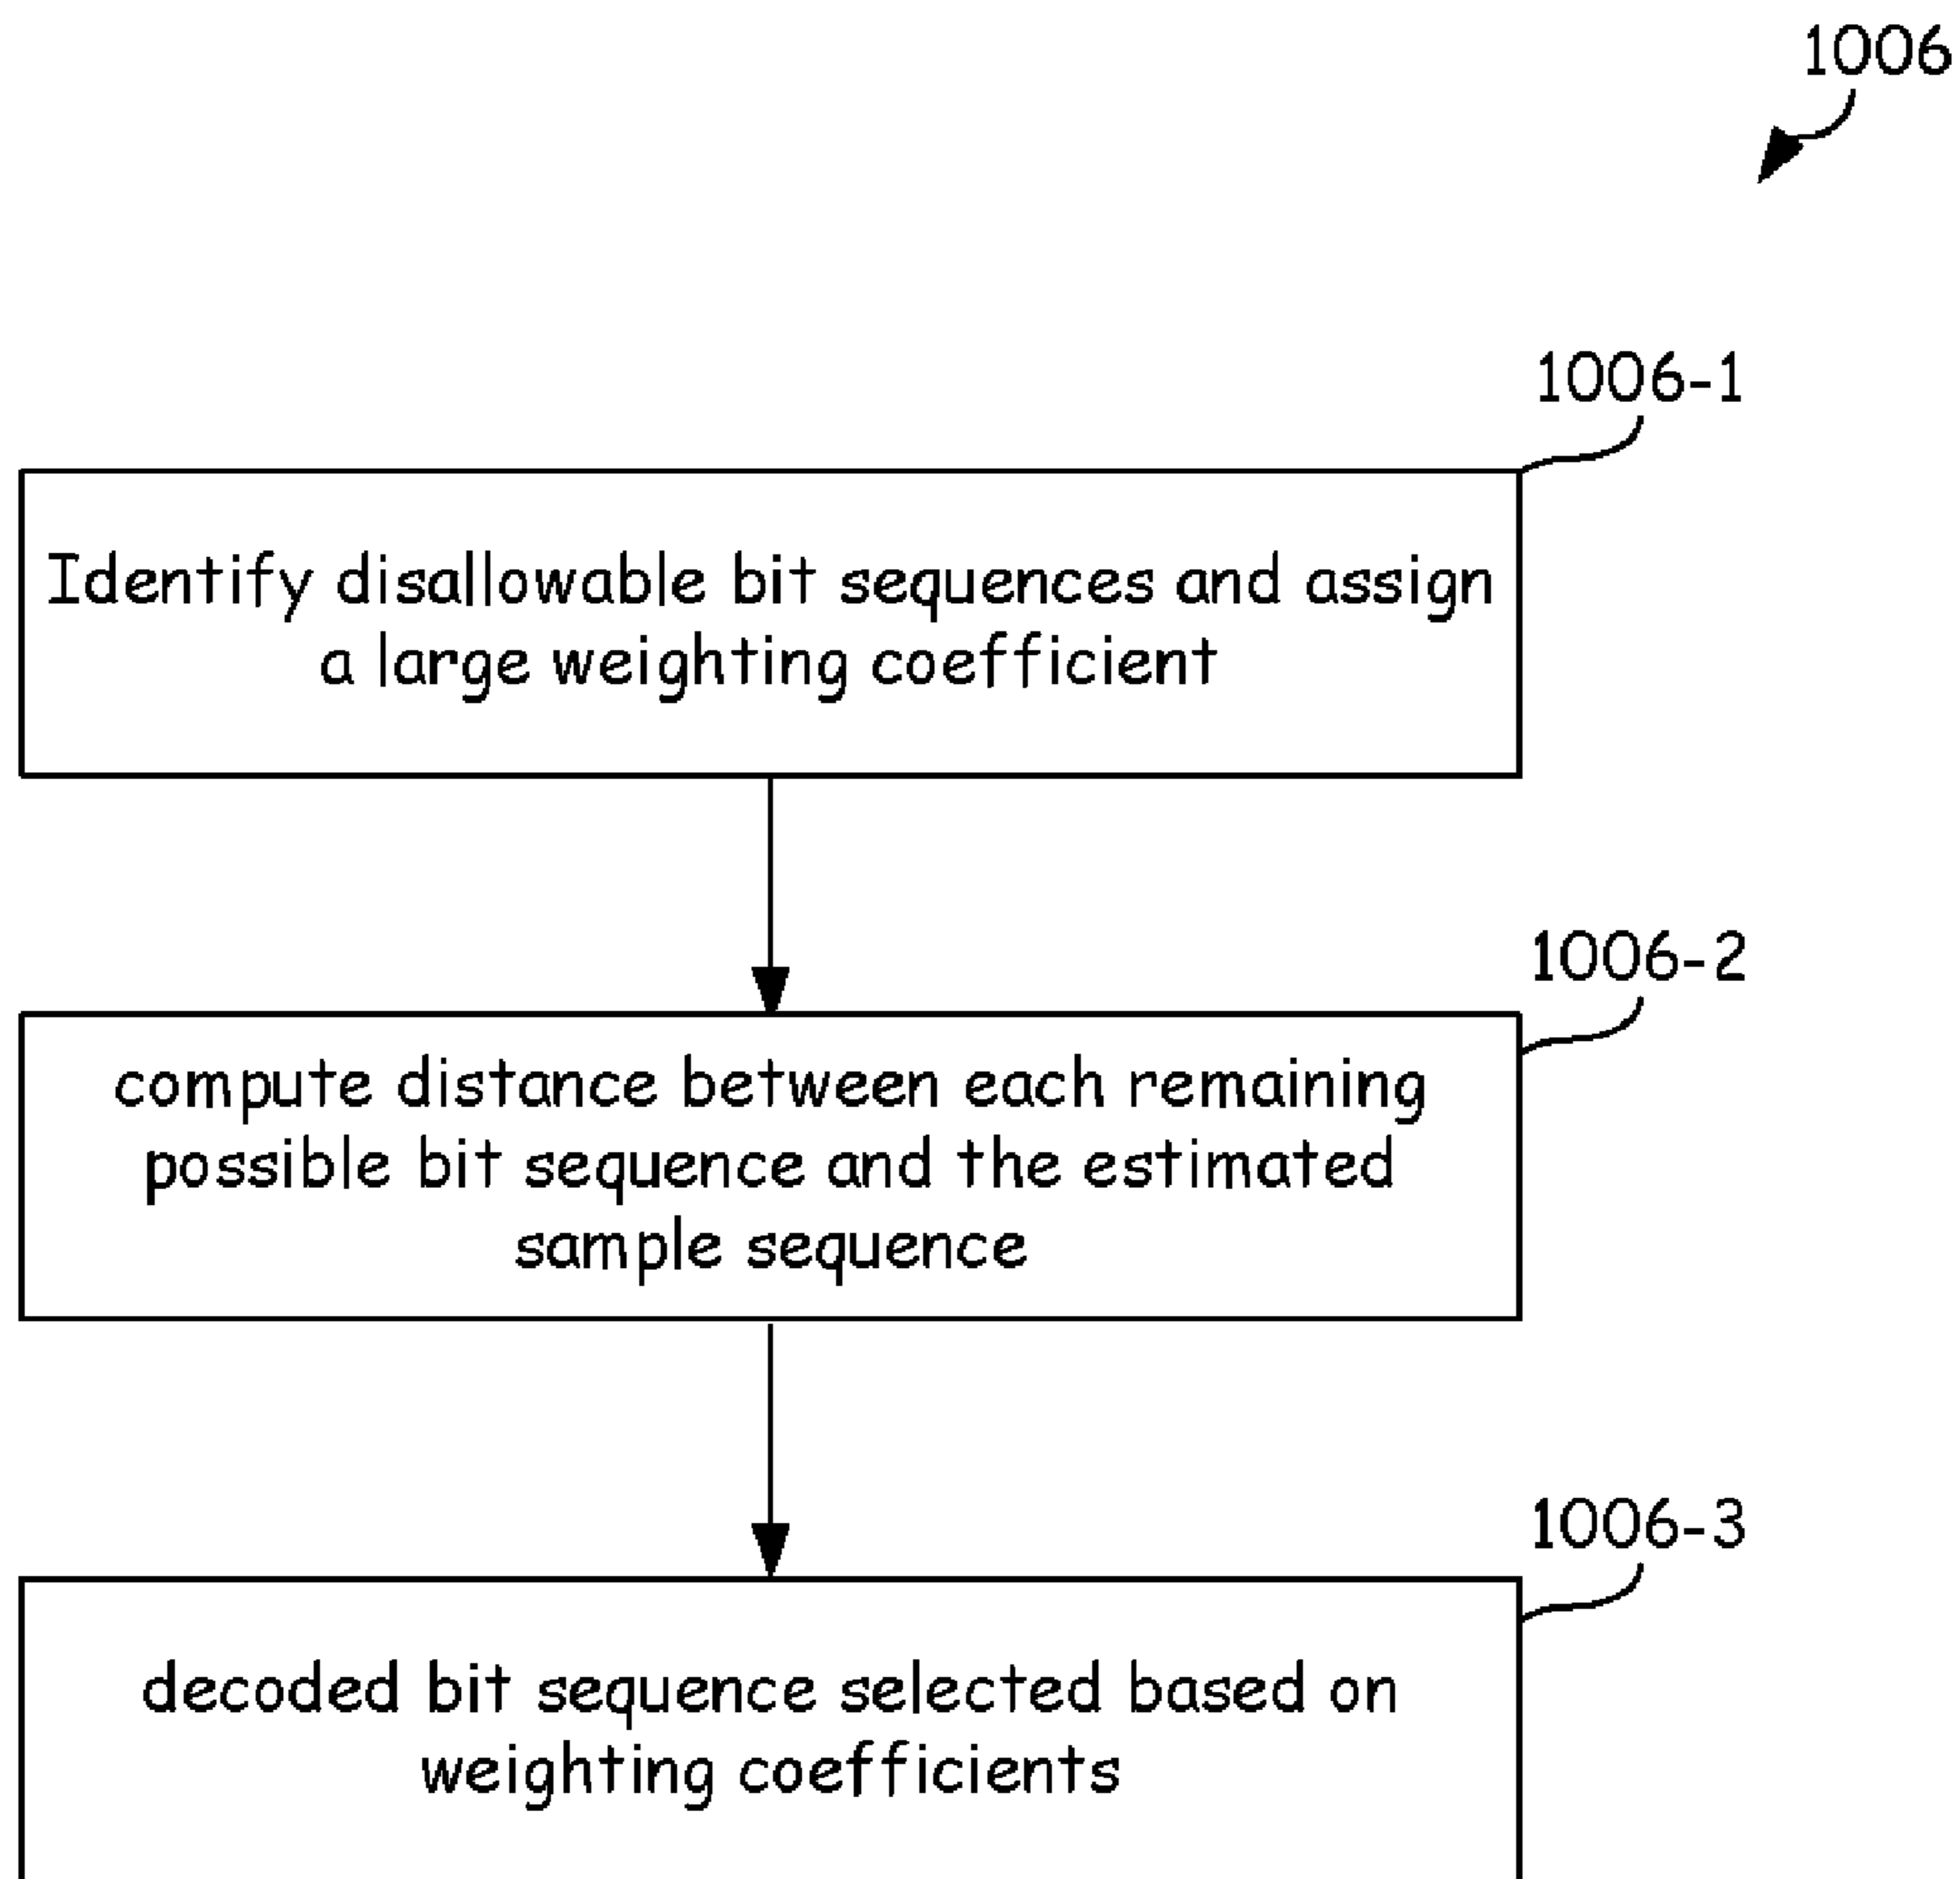 1006
1006-1
Identify disallowable bit sequences and assign
a large weighting coefficient
1006-2
compute distance between each remaining
possible bit sequence and the estimated
sample sequence
1006-3
decoded bit sequence selected based on
weighting coefficients